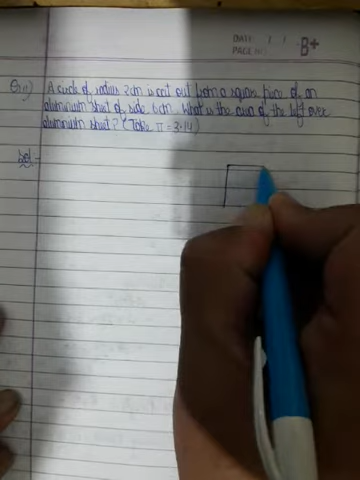 DATE: / /
PAGE NO.
B+
Q:11) A circle of radius 2cm is cut out from a square piece of an
aluminium sheet of side 6cm. What is the area of the left over
aluminium sheet? (Take π = 3.14)
Sol:-